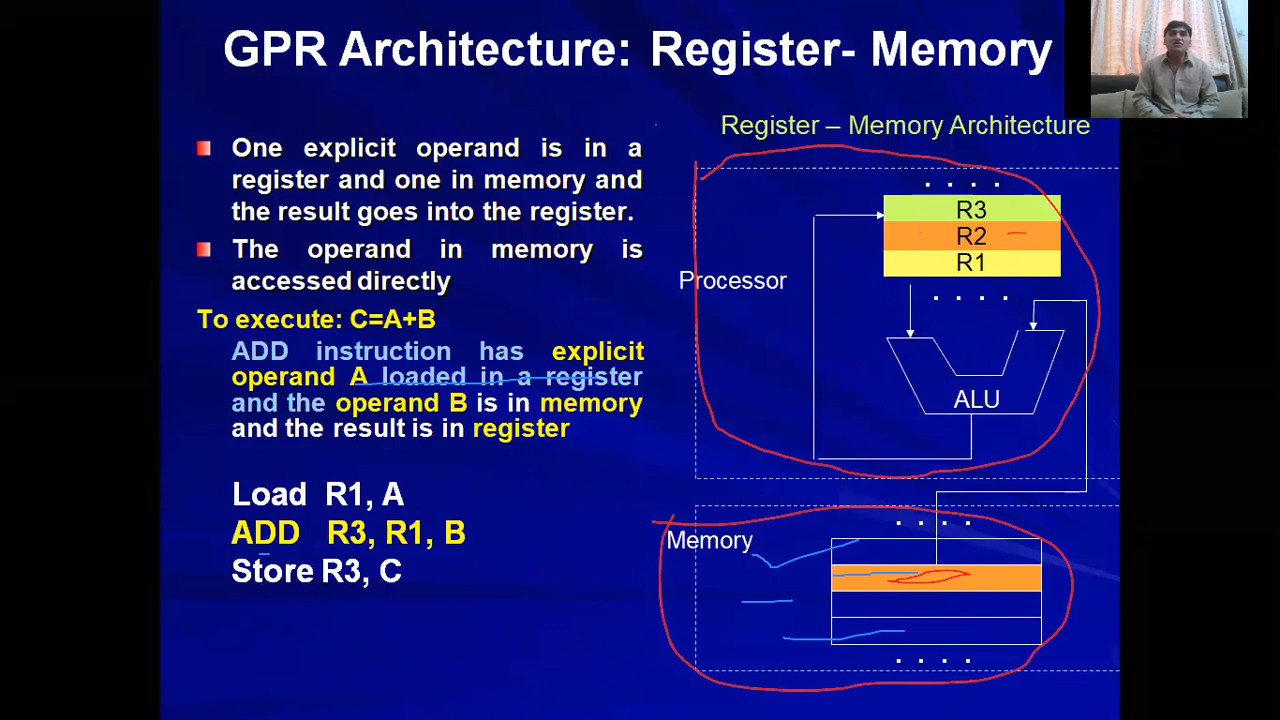 GPR Architecture: Register- Memory
One explicit operand is in a
register and one in memory and
the result goes into the register.
The operand in memory is
accessed directly
To execute: C=A+B
ADD instruction has explicit
operand A loaded in a register
and the operand B is in memory
and the result is in register
Load R1, A
ADD R3, R1, B
Store R3, C
Register – Memory Architecture
. . . .
R3
R2
R1
. . . .
Processor
ALU
Memory
. . . .
. . . .